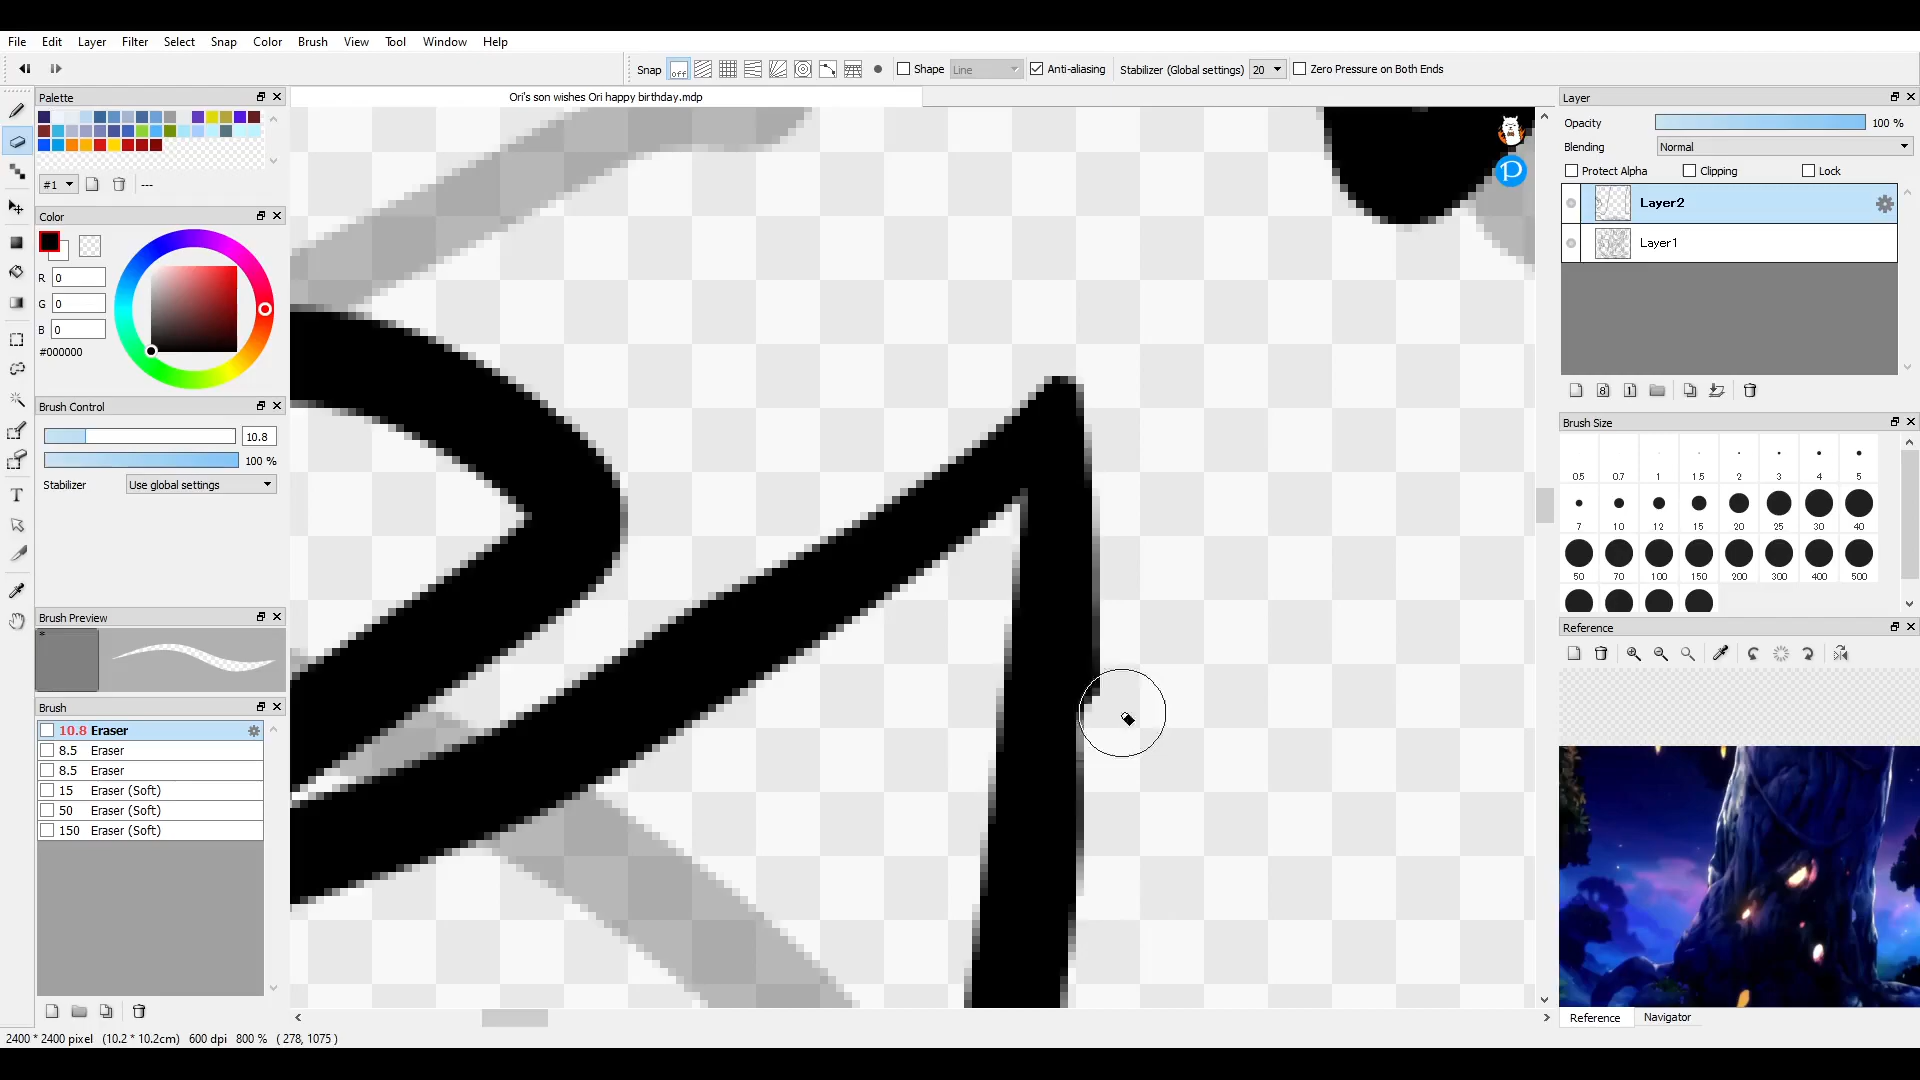 File Edit Layer Filter Select Snap Color Brush View Tool Window Help
Snap off Shape Line Anti-aliasing Stabilizer (Global settings) 20 Zero Pressure on Both Ends
Palette
Ori's son wishes Ori happy birthday.mdp
#1 ---
Color
R 0
G 0
B 0
#000000
Brush Control
10.8
100 %
Stabilizer Use global settings
Brush Preview
*
Brush
10.8 Eraser
8.5 Eraser
8.5 Eraser
15 Eraser (Soft)
50 Eraser (Soft)
150 Eraser (Soft)
T
P
Layer
Opacity 100 %
Blending Normal
Protect Alpha Clipping Lock
Layer2
Layer1
8 1
Brush Size
0.5 0.7 1 1.5 2 3 4 5
7 10 12 15 20 25 30 40
50 70 100 150 200 300 400 500
Reference
Reference Navigator
2400 * 2400 pixel (10.2 * 10.2cm) 600 dpi 800 % ( 278, 1075 )